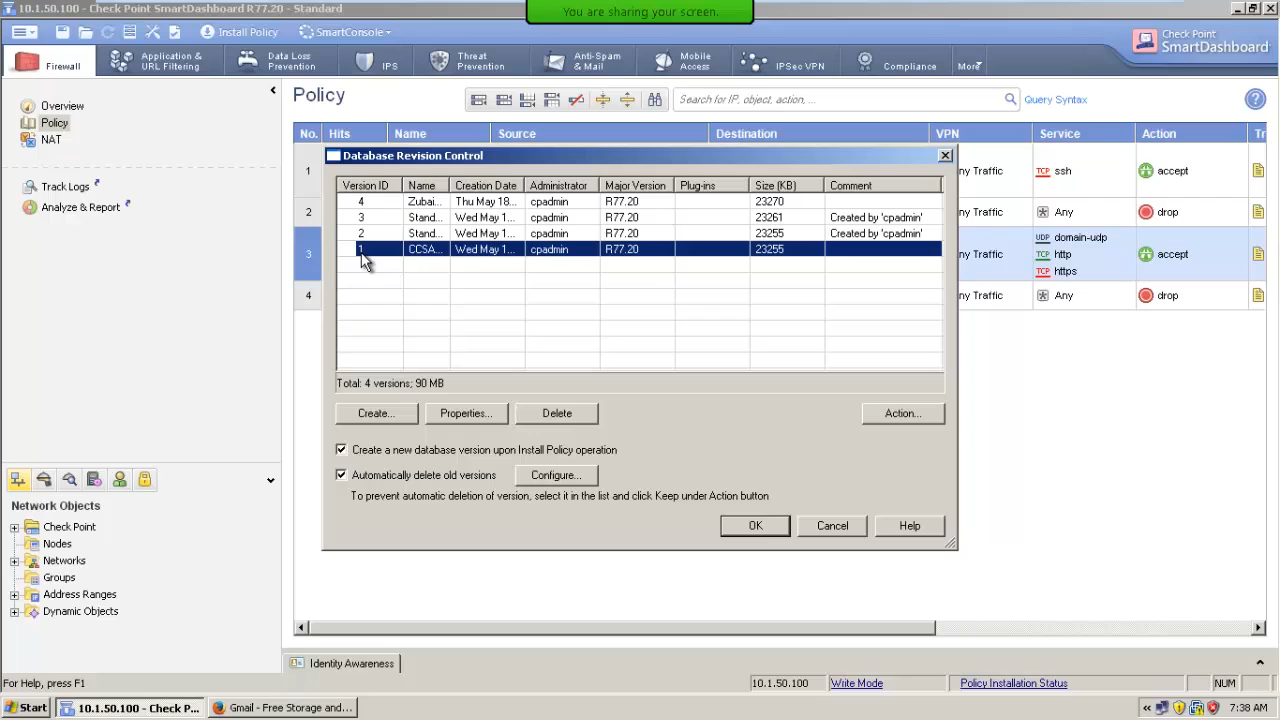 10.1.50.100 - Check Point SmartDashboard R77.20 - Standard
You are sharing your screen.
Install Policy
SmartConsole
Check Point
SmartDashboard
Firewall
Application &
URL Filtering
Data Loss
Prevention
IPS
Threat
Prevention
Anti-Spam
& Mail
Mobile
Access
IPSec VPN
Compliance
More
Overview
Policy
NAT
Track Logs
Analyze & Report
Policy
Search for IP, object, action, ...
Query Syntax
No. Hits Name Source Destination VPN Service Action Tr
1 ny Traffic TCP ssh accept
2 ny Traffic Any drop
3 ny Traffic UDP domain-udp accept
TCP http
TCP https
4 ny Traffic Any drop
Database Revision Control
Version ID Name Creation Date Administrator Major Version Plug-ins Size (KB) Comment
4 Zubai... Thu May 18... cpadmin R77.20 23270
3 Stand... Wed May 1... cpadmin R77.20 23261 Created by 'cpadmin'
2 Stand... Wed May 1... cpadmin R77.20 23255 Created by 'cpadmin'
1 CCSA... Wed May 1... cpadmin R77.20 23255
Total: 4 versions; 90 MB
Create... Properties... Delete Action...
Create a new database version upon Install Policy operation
Automatically delete old versions Configure...
To prevent automatic deletion of version, select it in the list and click Keep under Action button
OK Cancel Help
Network Objects
Check Point
Nodes
Networks
Groups
Address Ranges
Dynamic Objects
Identity Awareness
For Help, press F1 10.1.50.100 Write Mode Policy Installation Status NUM
Start 10.1.50.100 - Check P... Gmail - Free Storage and... 7:38 AM